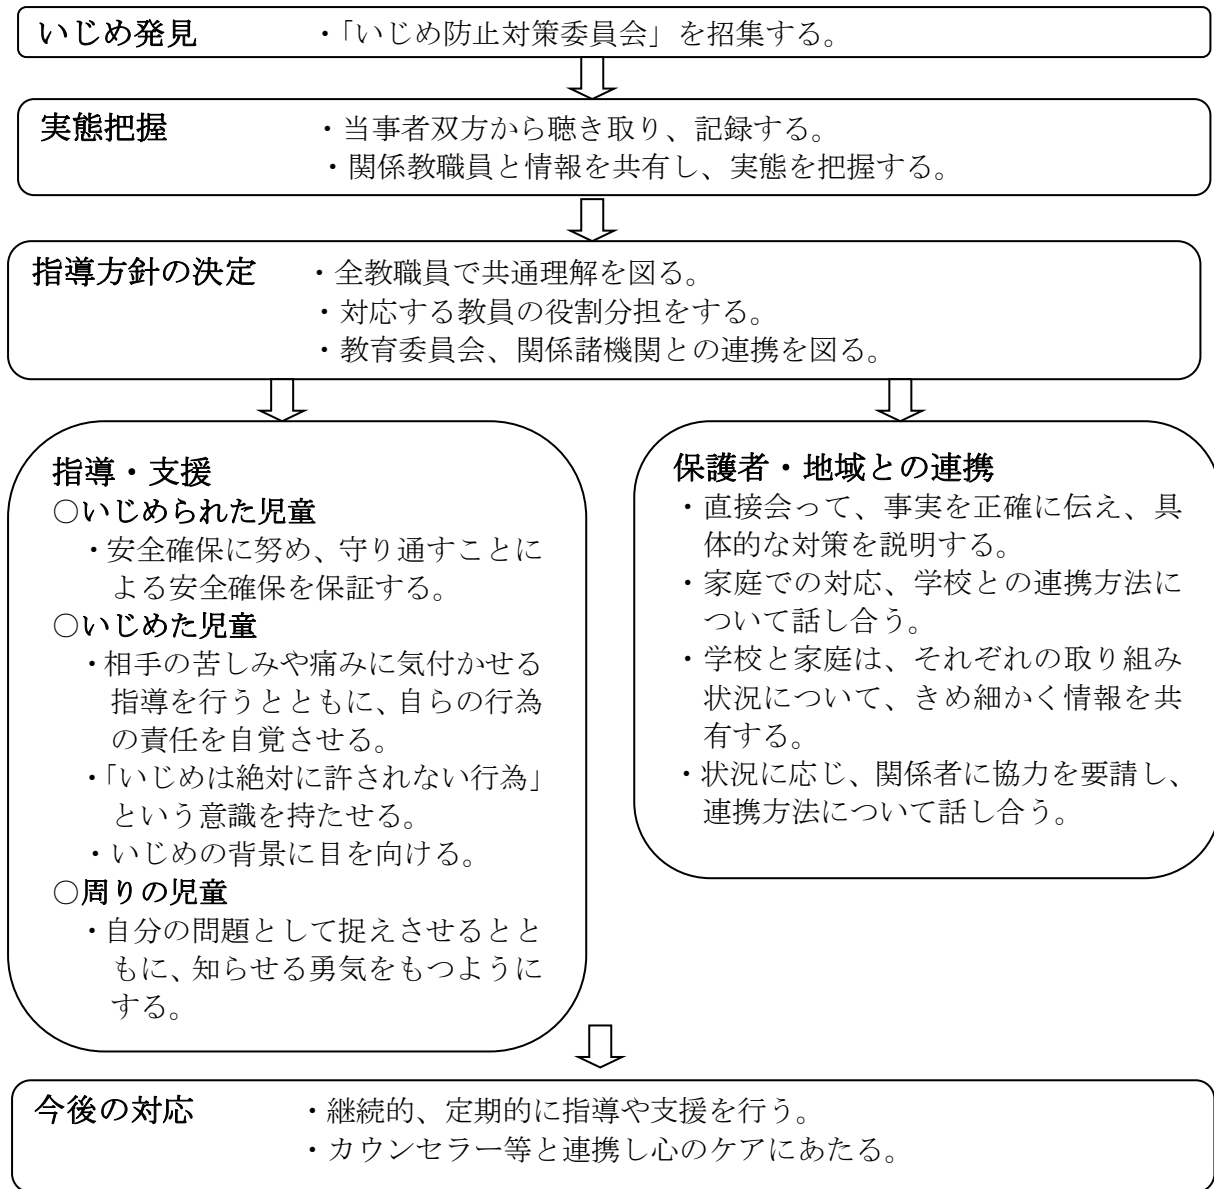 いじめ発見 ・「いじめ防止対策委員会」を招集する。
実態把握 ・当事者双方から聴き取り、記録する。
・関係教職員と情報を共有し、実態を把握する。
指導方針の決定 ・全教職員で共通理解を図る。
・対応する教員の役割分担をする。
・教育委員会、関係諸機関との連携を図る。
指導・支援
○いじめられた児童
・安全確保に努め、守り通すことに
よる安全確保を保証する。
○いじめた児童
・相手の苦しみや痛みに気付かせる
指導を行うとともに、自らの行為
の責任を自覚させる。
・「いじめは絶対に許されない行為」
という意識を持たせる。
・いじめの背景に目を向ける。
○周りの児童
・自分の問題として捉えさせるとと
もに、知らせる勇気をもつように
する。
保護者・地域との連携
・直接会って、事実を正確に伝え、具
体的な対策を説明する。
・家庭での対応、学校との連携方法に
ついて話し合う。
・学校と家庭は、それぞれの取り組み
状況について、きめ細かく情報を共
有する。
・状況に応じ、関係者に協力を要請し、
連携方法について話し合う。
今後の対応 ・継続的、定期的に指導や支援を行う。
・カウンセラー等と連携し心のケアにあたる。